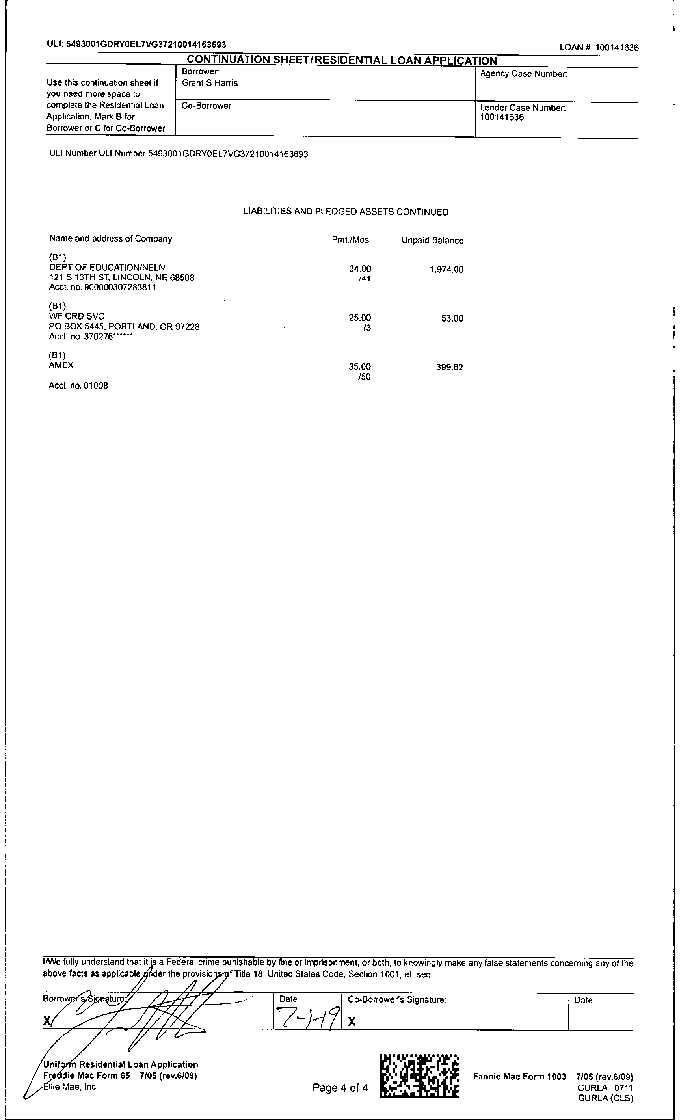 ULI: 5493001GDRY0EL7VG37210014163693
LOAN #: 100141636
CONTINUATION SHEET/RESIDENTIAL LOAN APPLICATION
Use this continuation sheet if
you need more space to
complete the Residential Loan
Application. Mark B for
Borrower or C for Co-Borrower
Borrower:
Grant S Harris
Agency Case Number:
Co-Borrower
Lender Case Number:
100141636
ULI Number ULI Number 5493001GDRY0EL7VG37210014163693
LIABILITIES AND PLEDGED ASSETS CONTINUED
Name and address of Company Pmt./Mos. Unpaid Balance
(B1)
DEPT OF EDUCATION/NELN 24.00 1,974.00
121 S 13TH ST, LINCOLN, NE 68508 /41
Acct. no. 900000307283811
(B1)
WF CRD SVC 25.00 53.00
PO BOX 5445, PORTLAND, OR 97228 /3
Acct. no. 370276******
(B1)
AMEX 35.00 399.62
/50
Acct. no. 01008
I/We fully understand that it is a Federal crime punishable by fine or imprisonment, or both, to knowingly make any false statements concerning any of the
above facts as applicable under the provisions of Title 18, United States Code, Section 1001, et. seq.
Borrower's Signature: Date Co-Borrower's Signature: Date
X 7-1-19 X
Uniform Residential Loan Application
Freddie Mac Form 65 7/05 (rev.6/09)
Ellie Mae, Inc.
Page 4 of 4
Fannie Mae Form 1003 7/05 (rev.6/09)
GURLA 0711
GURLA (CLS)